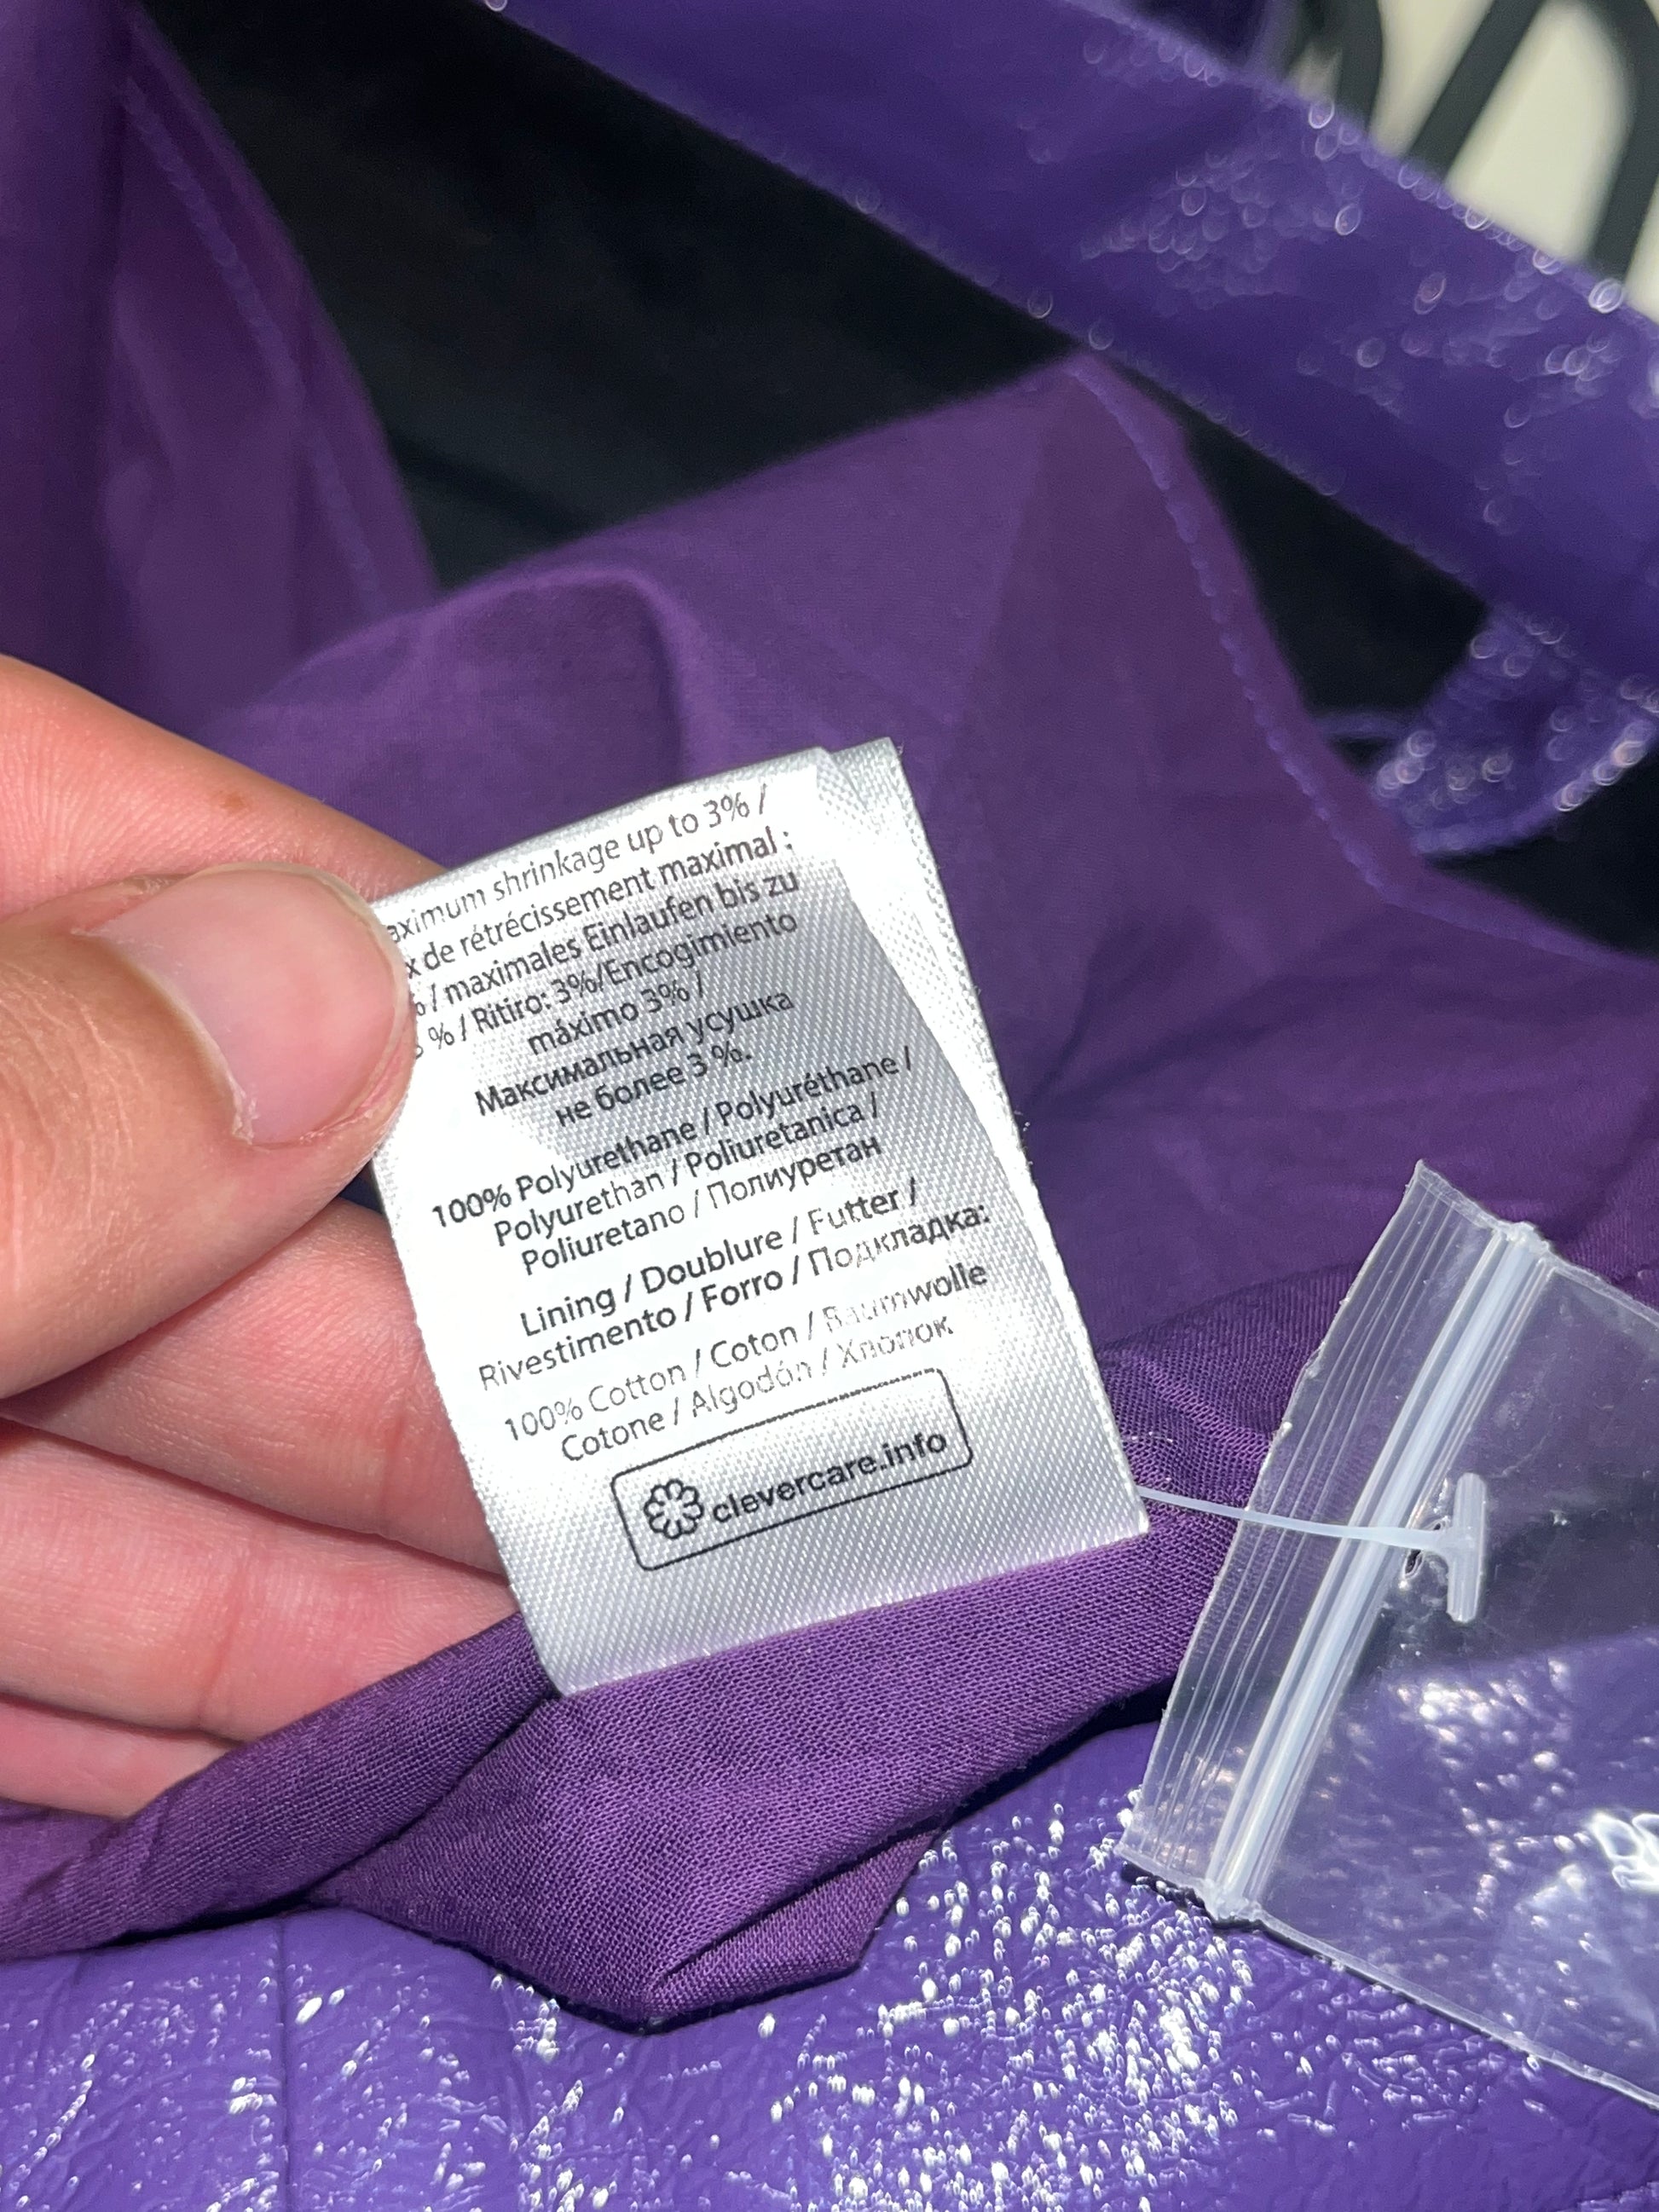 aximum shrinkage up to 3% /
x de rétrécissement maximal :
% / maximales Einlaufen bis zu
3 % / Ritiro: 3%/Encogimiento
máximo 3% /
Максимальная усушка
не более 3 %.
100% Polyurethane / Polyuréthane /
Polyurethan / Poliuretanica /
Poliuretano / Полиуретан
Lining / Doublure / Futter /
Rivestimento / Forro / Подкладка:
100% Cotton / Coton / Baumwolle
Cotone / Algodón / Хлопок
clevercare.info